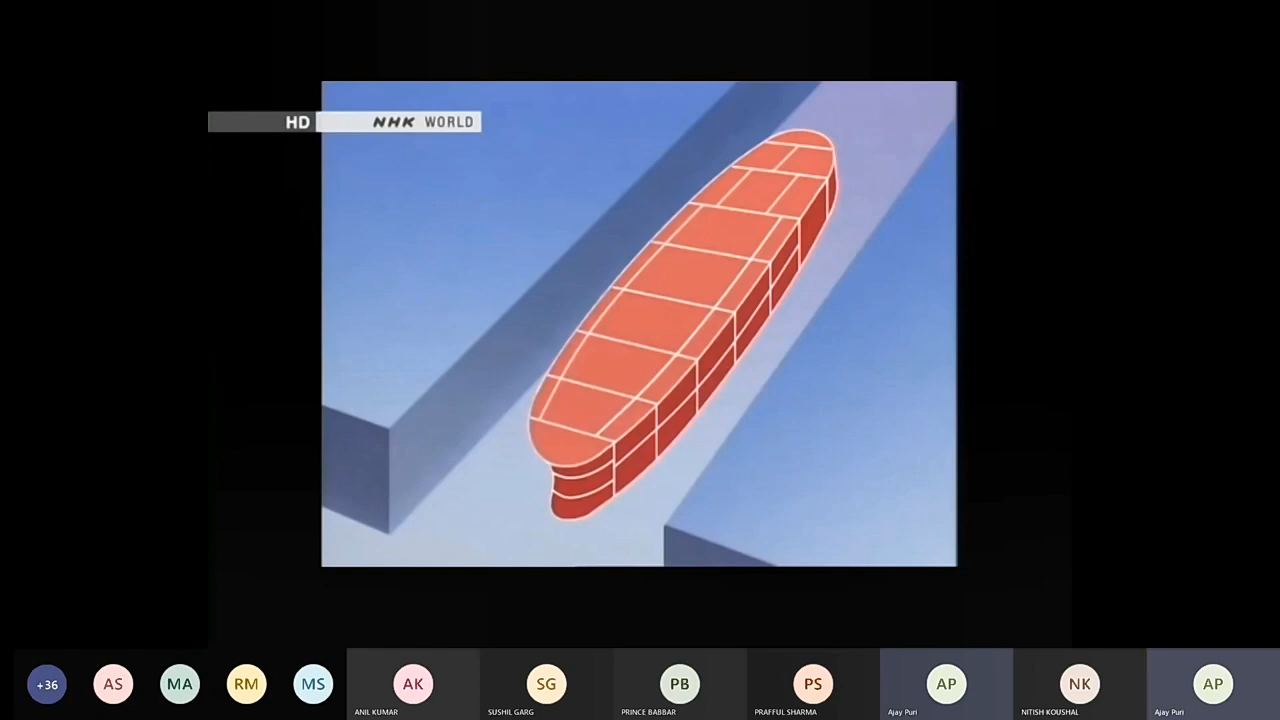 HD NHK WORLD
+36 AS MA RM MS AK SG PB PS AP NK AP
ANIL KUMAR SUSHIL GARG PRINCE BABBAR PRAFFUL SHARMA Ajay Puri NITISH KOUSHAL Ajay Puri